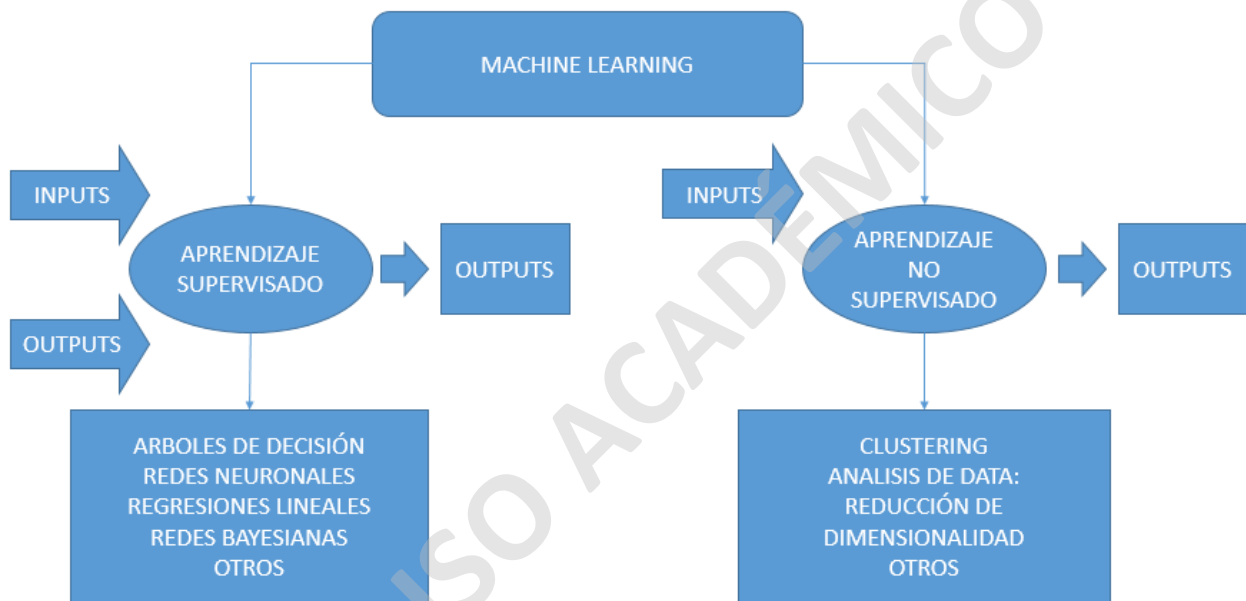 MACHINE LEARNING
INPUTS
APRENDIZAJE
SUPERVISADO
OUTPUTS
OUTPUTS
ARBOLES DE DECISIÓN
REDES NEURONALES
REGRESIONES LINEALES
REDES BAYESIANAS
OTROS
INPUTS
APRENDIZAJE
NO
SUPERVISADO
OUTPUTS
CLUSTERING
ANALISIS DE DATA:
REDUCCIÓN DE
DIMENSIONALIDAD
OTROS
ISO ACADÉMICO